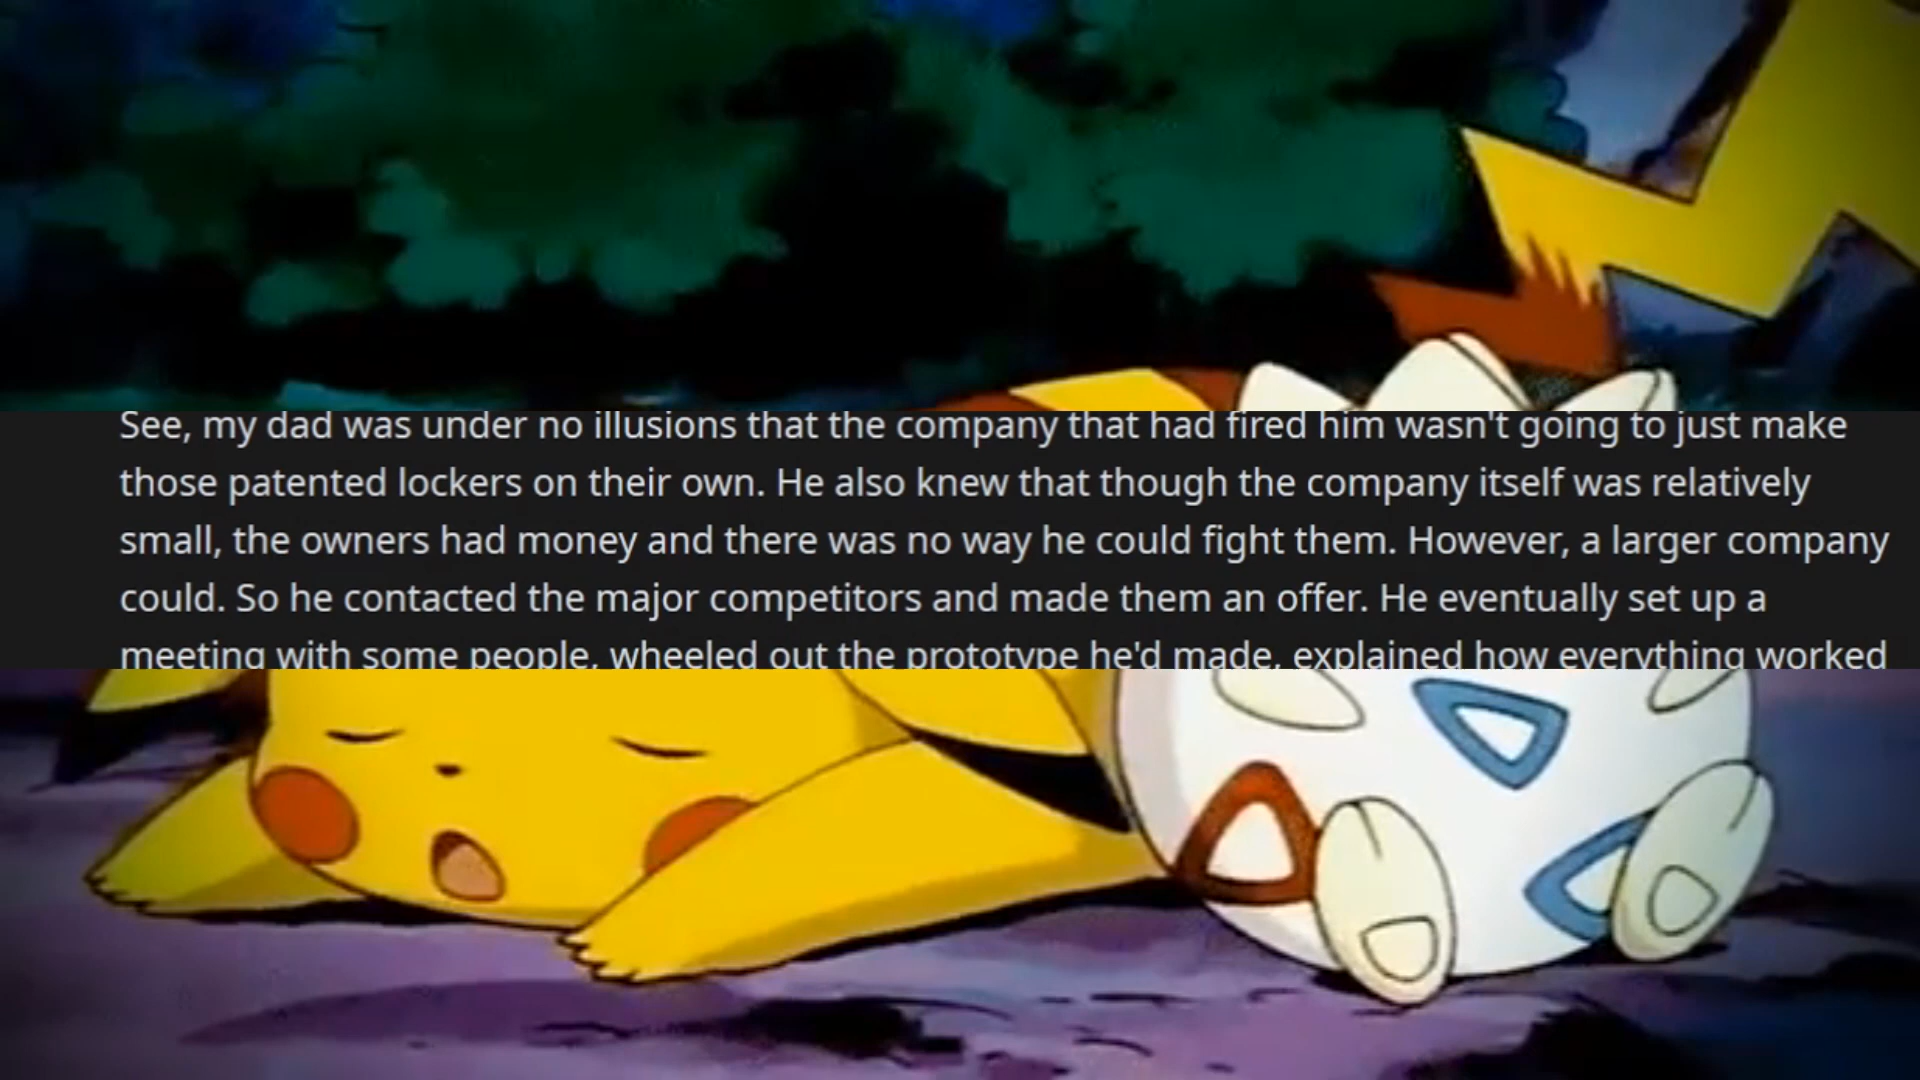 See, my dad was under no illusions that the company that had fired him wasn't going to just make
those patented lockers on their own. He also knew that though the company itself was relatively
small, the owners had money and there was no way he could fight them. However, a larger company
could. So he contacted the major competitors and made them an offer. He eventually set up a
meeting with some people, wheeled out the prototype he'd made, explained how everything worked